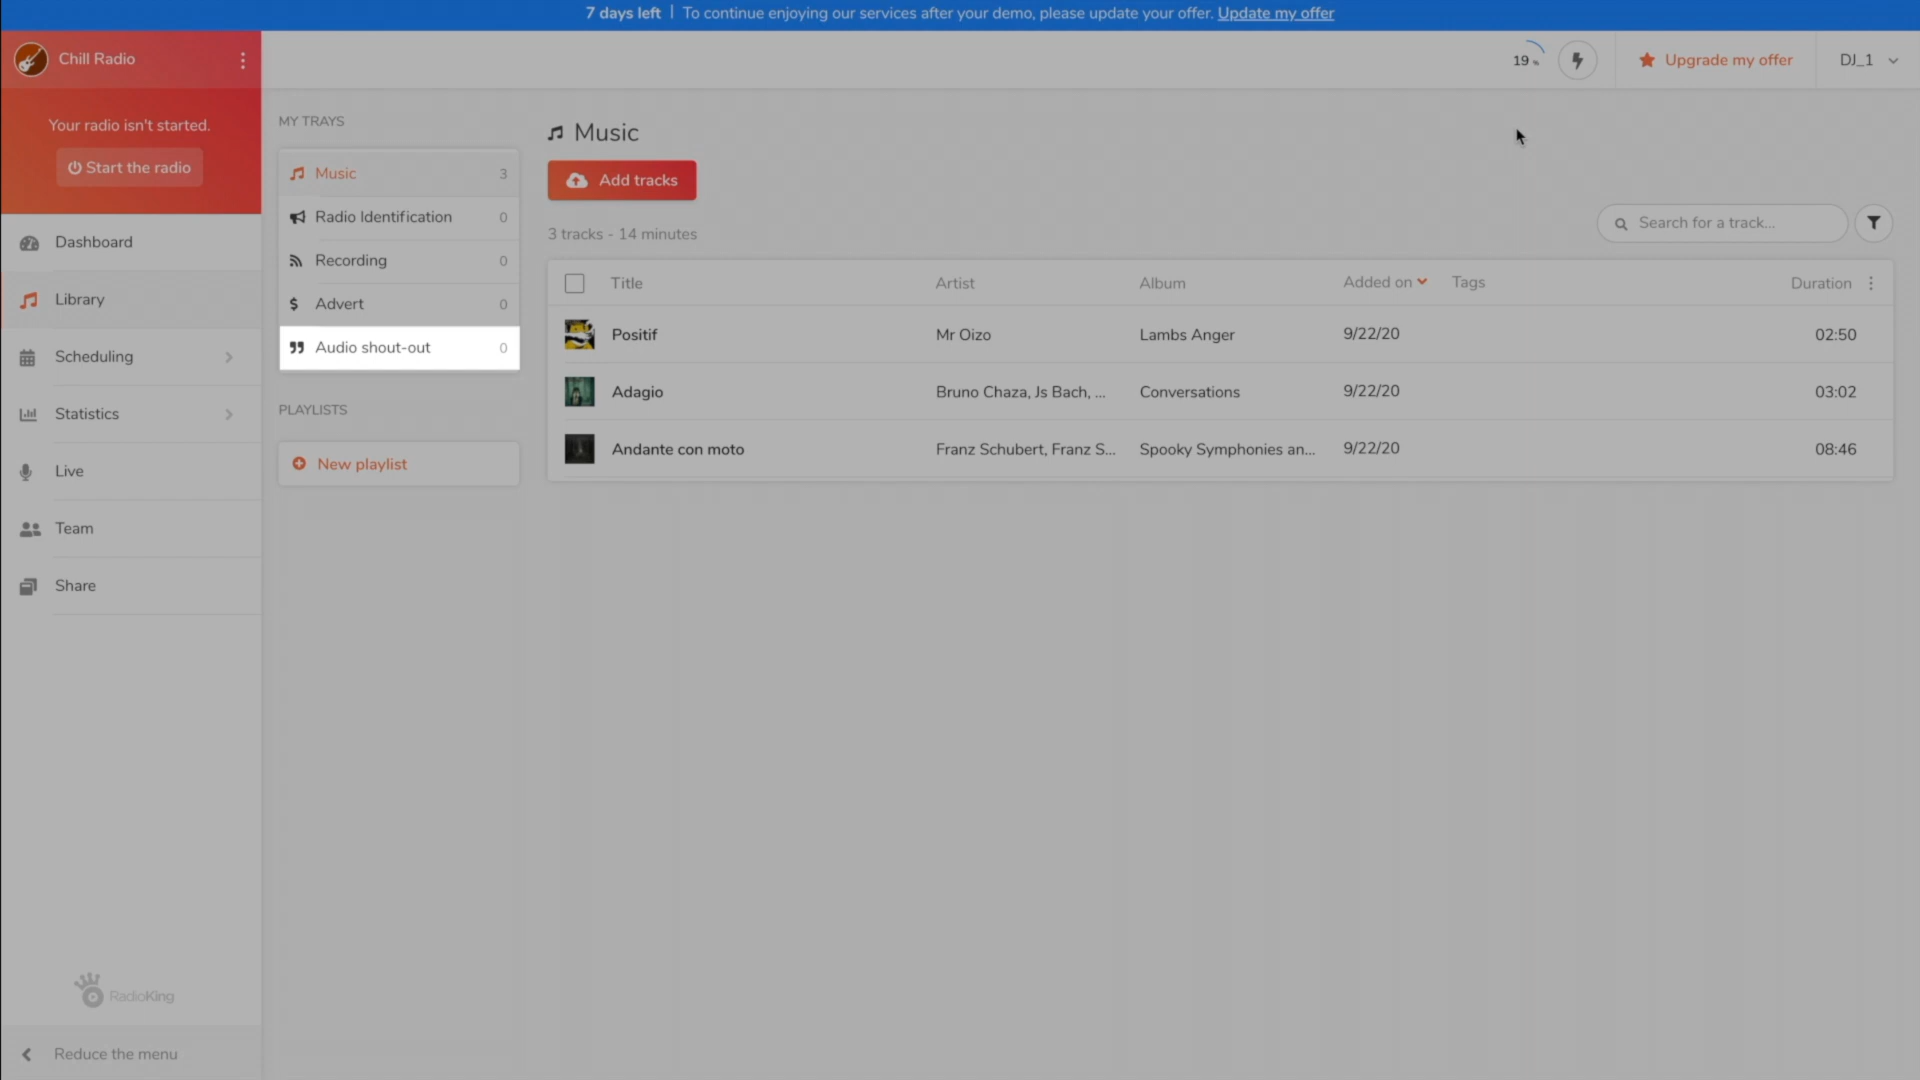 7 days left | To continue enjoying our services after your demo, please update your offer. Update my offer
Chill Radio
19 %
Upgrade my offer
DJ_1
Your radio isn't started.
Start the radio
Dashboard
Library
Scheduling
Statistics
Live
Team
Share
RadioKing
Reduce the menu
MY TRAYS
Music 3
Radio Identification 0
Recording 0
Advert 0
Audio shout-out 0
PLAYLISTS
New playlist
Music
Add tracks
3 tracks - 14 minutes
Search for a track...
Title Artist Album Added on Tags Duration
Positif Mr Oizo Lambs Anger 9/22/20 02:50
Adagio Bruno Chaza, Js Bach, ... Conversations 9/22/20 03:02
Andante con moto Franz Schubert, Franz S... Spooky Symphonies an... 9/22/20 08:46